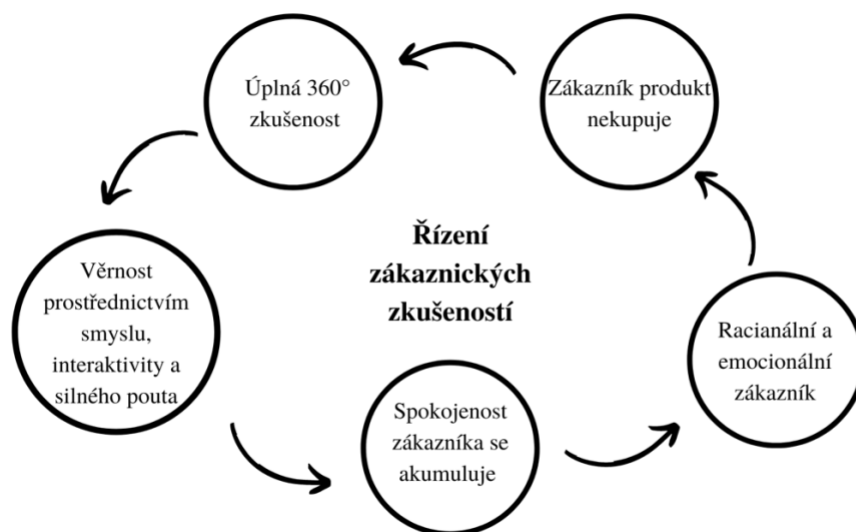 Úplná 360°
zkušenost
Zákazník produkt
nekupuje
Řízení
zákaznických
zkušeností
Věrnost
prostřednictvím
smyslu,
interaktivity a
silného pouta
Racianální a
emocionální
zákazník
Spokojenost
zákazníka se
akumuluje